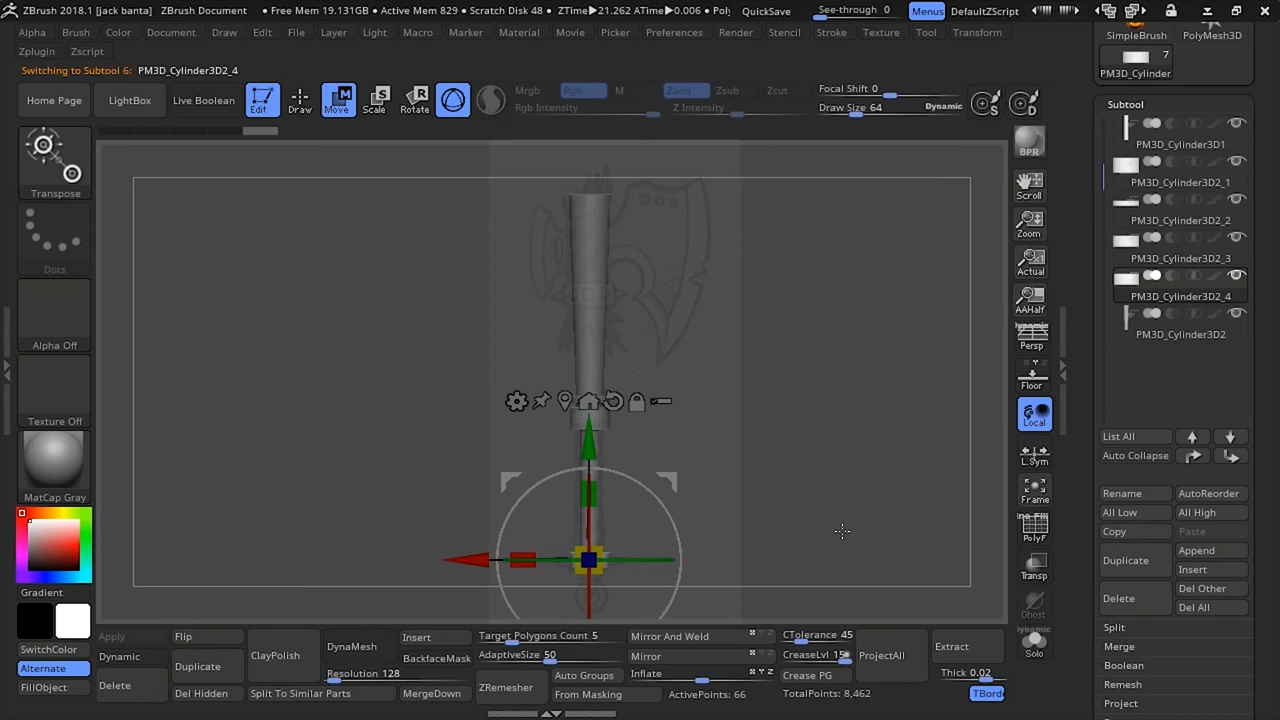 ZBrush 2018.1 [jack banta] ZBrush Document • Free Mem 19.131GB • Active Mem 829 • Scratch Disk 48 • ZTime▶21.262 ATime▶0.006 • Pol QuickSave See-through 0 Menus DefaultZScript
Alpha Brush Color Document Draw Edit File Layer Light Macro Marker Material Movie Picker Preferences Render Stencil Stroke Texture Tool Transform
Zplugin Zscript
SimpleBrush PolyMesh3D
7
PM3D_Cylinder
Switching to Subtool 6: PM3D_Cylinder3D2_4
Home Page LightBox Live Boolean Edit Draw Move Scale Rotate
Mrgb Rgb M Zadd Zsub Zcut
Rgb Intensity Z Intensity
Focal Shift 0
Draw Size 64 Dynamic
S D
Transpose
Dots
Alpha Off
Texture Off
MatCap Gray
Gradient
SwitchColor
Alternate
FillObject
BPR
Scroll
Zoom
Actual
AAHalf
Dynamic
Persp
Floor
Local
L.Sym
Frame
PolyF
Transp
Ghost
Dynamic
Solo
Subtool
PM3D_Cylinder3D1
PM3D_Cylinder3D2_1
PM3D_Cylinder3D2_2
PM3D_Cylinder3D2_3
PM3D_Cylinder3D2_4
PM3D_Cylinder3D2
List All
Auto Collapse
Rename AutoReorder
All Low All High
Copy Paste
Duplicate Append
Insert
Delete Del Other
Del All
Split
Merge
Boolean
Remesh
Project
Extract
Apply Flip ClayPolish DynaMesh Insert Target Polygons Count 5 Mirror And Weld CTolerance 45 ProjectAll Extract
Dynamic Duplicate BackfaceMask AdaptiveSize 50 Mirror CreaseLvl 15
Resolution 128 ZRemesher Auto Groups Inflate Crease PG Thick 0.02
Delete Del Hidden Split To Similar Parts MergeDown From Masking ActivePoints: 66 TotalPoints: 8,462 TBorde